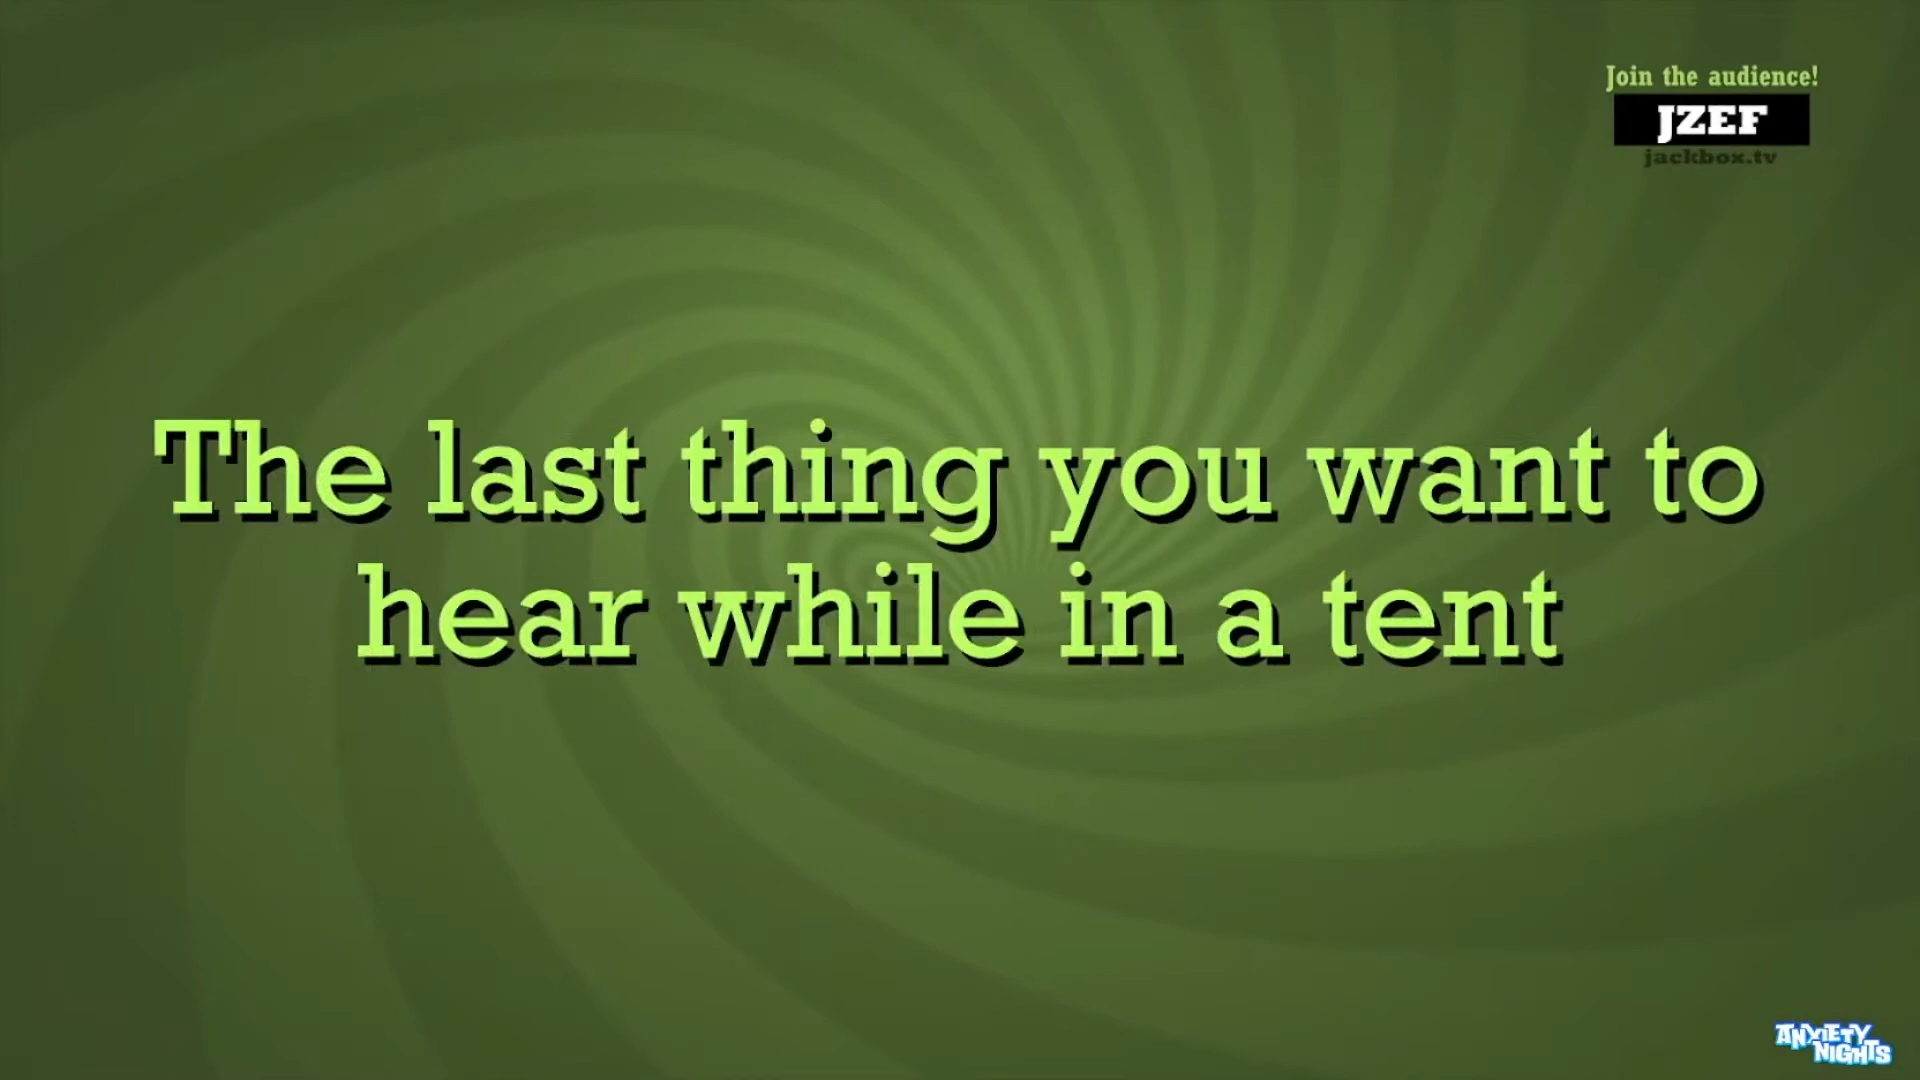 Join the audience!
JZEF
jackbox.tv
The last thing you want to
hear while in a tent
ANXIETY
NIGHTS